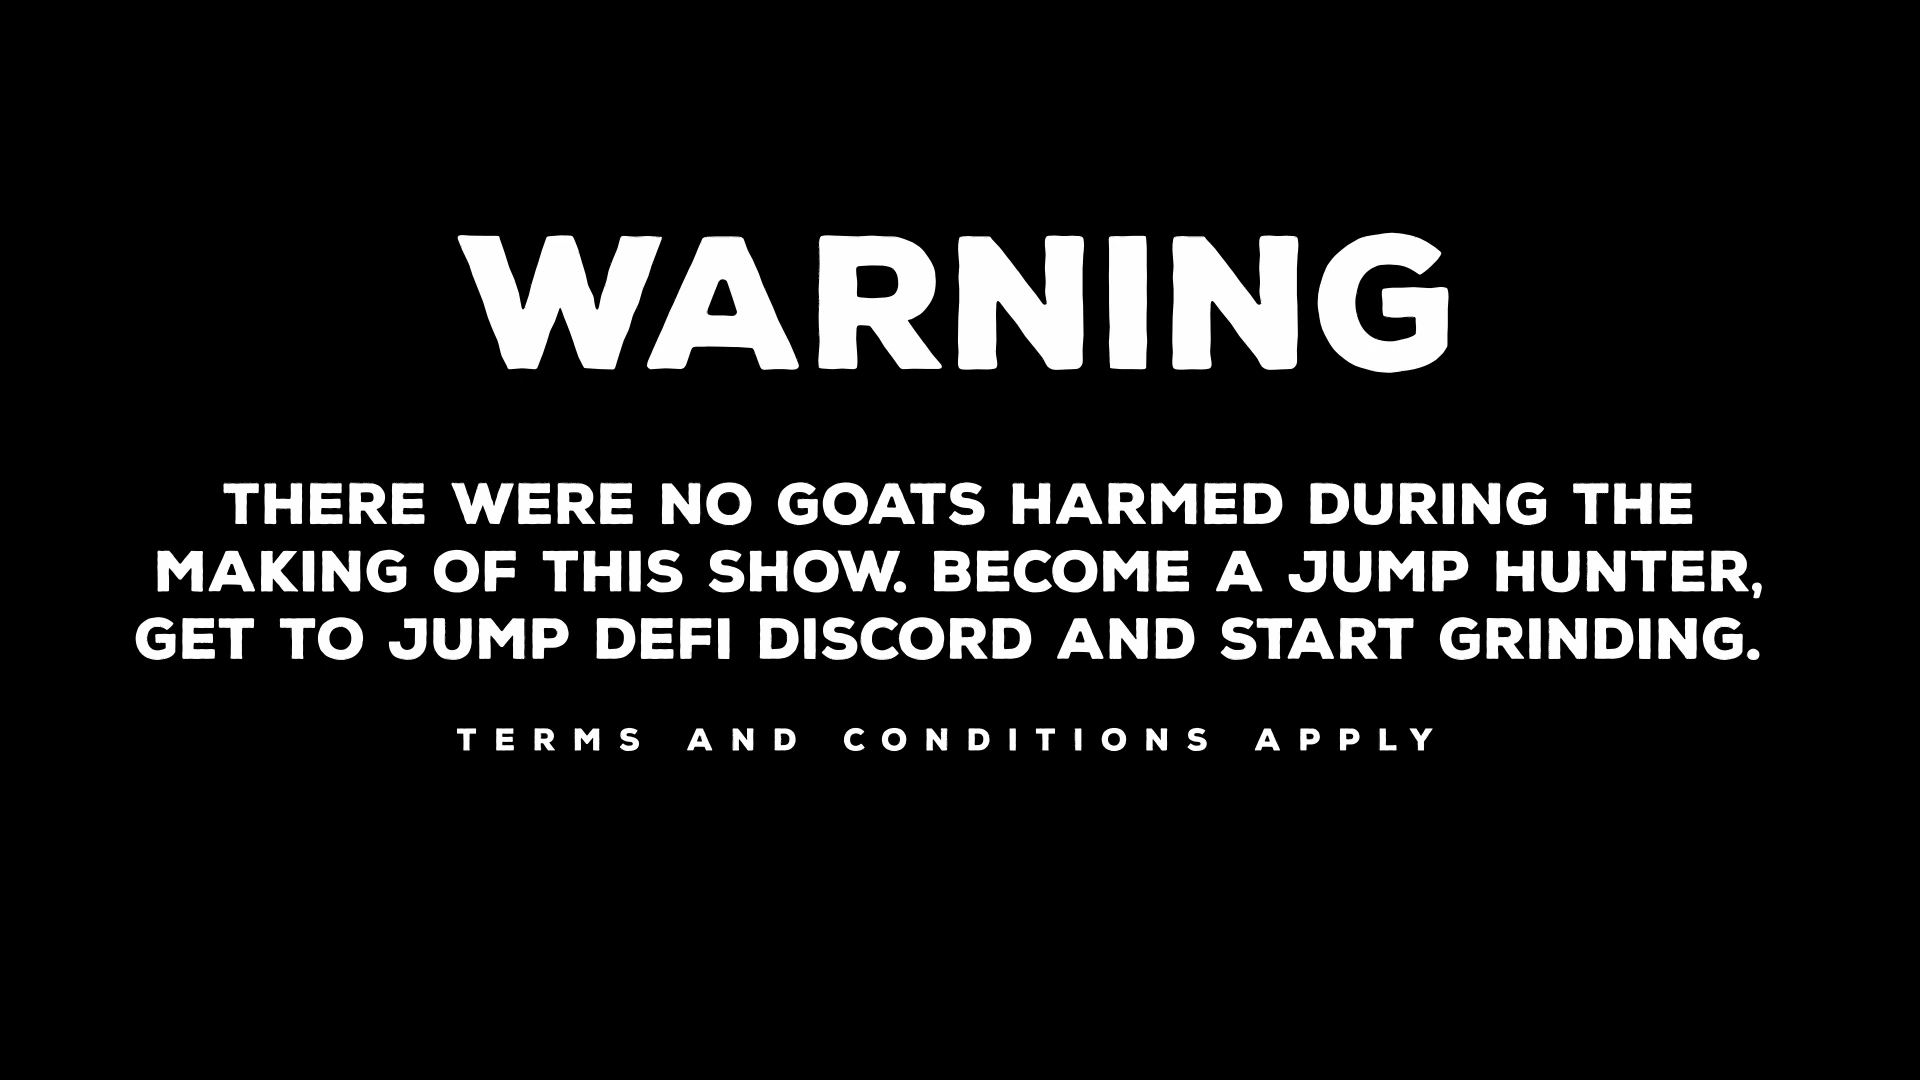 WARNING
THERE WERE NO GOATS HARMED DURING THE
MAKING OF THIS SHOW. BECOME A JUMP HUNTER,
GET TO JUMP DEFI DISCORD AND START GRINDING.
TERMS AND CONDITIONS APPLY